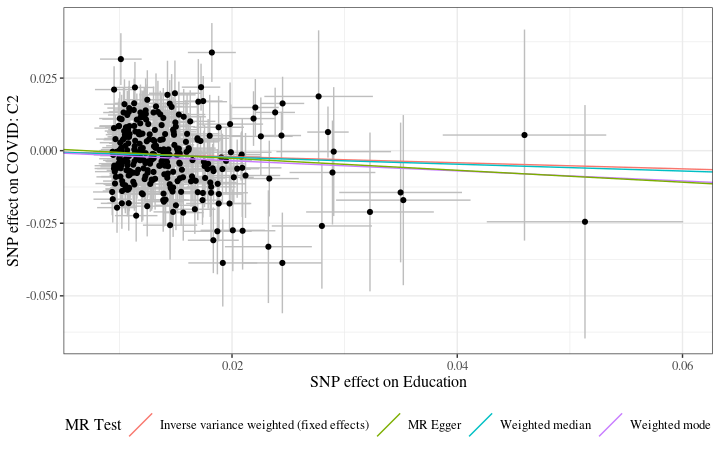 SNP effect on COVID: C2
0.025
0.000
-0.025
-0.050
0.02
0.04
0.06
SNP effect on Education
MR Test
Inverse variance weighted (fixed effects)
MR Egger
Weighted median
Weighted mode